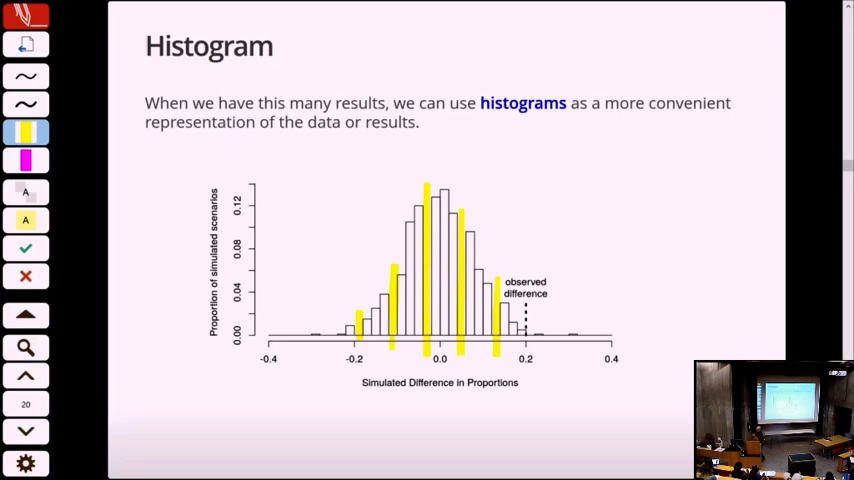 Histogram
When we have this many results, we can use histograms as a more convenient
representation of the data or results.
Proportion of simulated scenarios
0.12
0.08
0.04
0.00
observed
difference
-0.4
-0.2
0.0
0.2
0.4
Simulated Difference in Proportions
A
A
20